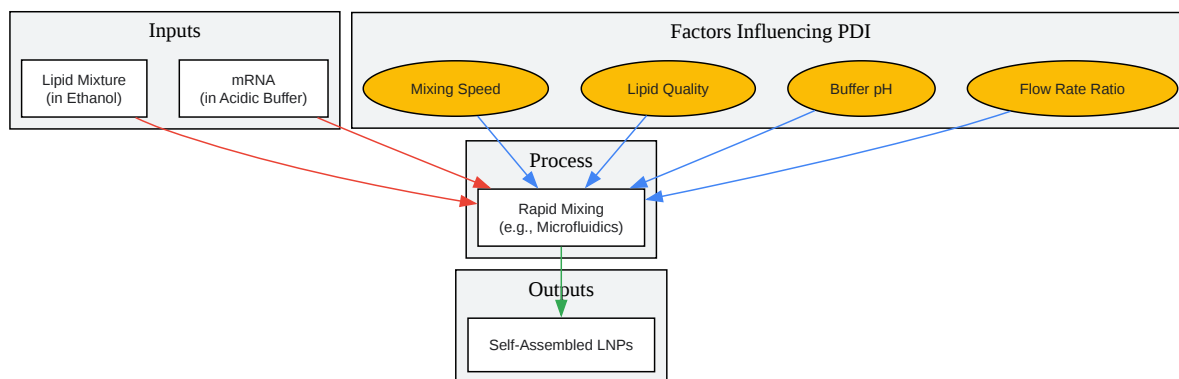 Inputs
Factors Influencing PDI
Lipid Mixture
(in Ethanol)
mRNA
(in Acidic Buffer)
Mixing Speed
Lipid Quality
Buffer pH
Flow Rate Ratio
Process
Rapid Mixing
(e.g., Microfluidics)
Outputs
Self-Assembled LNPs